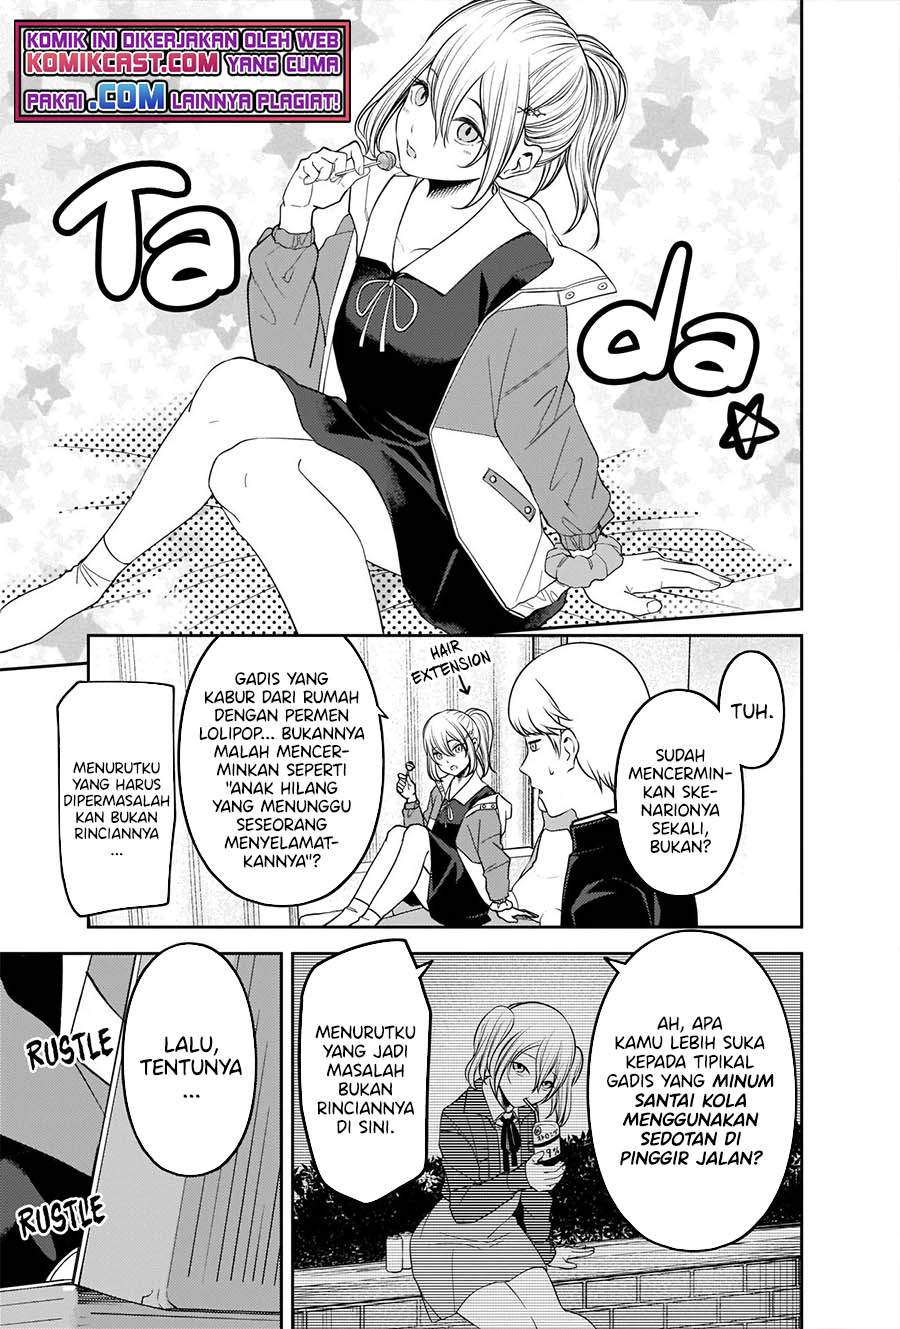 KOMIK INI DIKERJAKAN OLEH WEB
KOMIKCAST.COM YANG CUMA
PAKAI .COM LAINNYA PLAGIAT!
Ta
da
TUH.
SUDAH
MENCERMIN-
KAN SKE-
NARIONYA
SEKALI,
BUKAN?
HAIR
EXTENSION
GADIS YANG
KABUR DARI RUMAH
DENGAN PERMEN
LOLIPOP... BUKANNYA
MALAH MENCER-
MINKAN SEPERTI
"ANAK HILANG
YANG MENUNGGU
SESEORANG
MENYELAMAT-
KANNYA"?
MENURUTKU
YANG HARUS
DIPERMASALAH
KAN BUKAN
RINCIANNYA
...
AH, APA
KAMU LEBIH SUKA
KEPADA TIPIKAL
GADIS YANG MINUM
SANTAI KOLA
MENGGUNAKAN
SEDOTAN DI
PINGGIR JALAN?
MENURUTKU
YANG JADI
MASALAH
BUKAN
RINCIANNYA
DI SINI.
LALU,
TENTUNYA
...
RUSTLE
RUSTLE